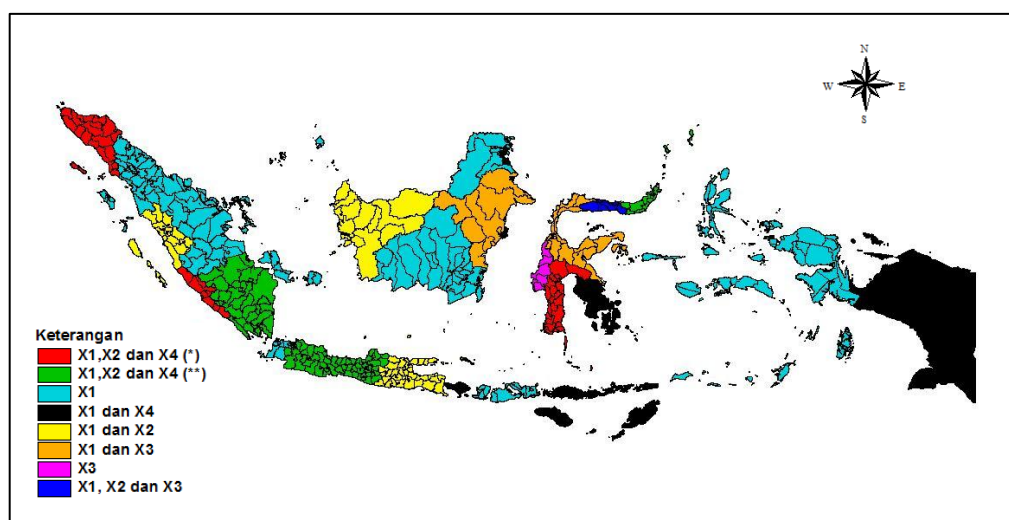 N
W E
S
Keterangan
X1,X2 dan X4 (*)
X1,X2 dan X4 (**)
X1
X1 dan X4
X1 dan X2
X1 dan X3
X3
X1, X2 dan X3